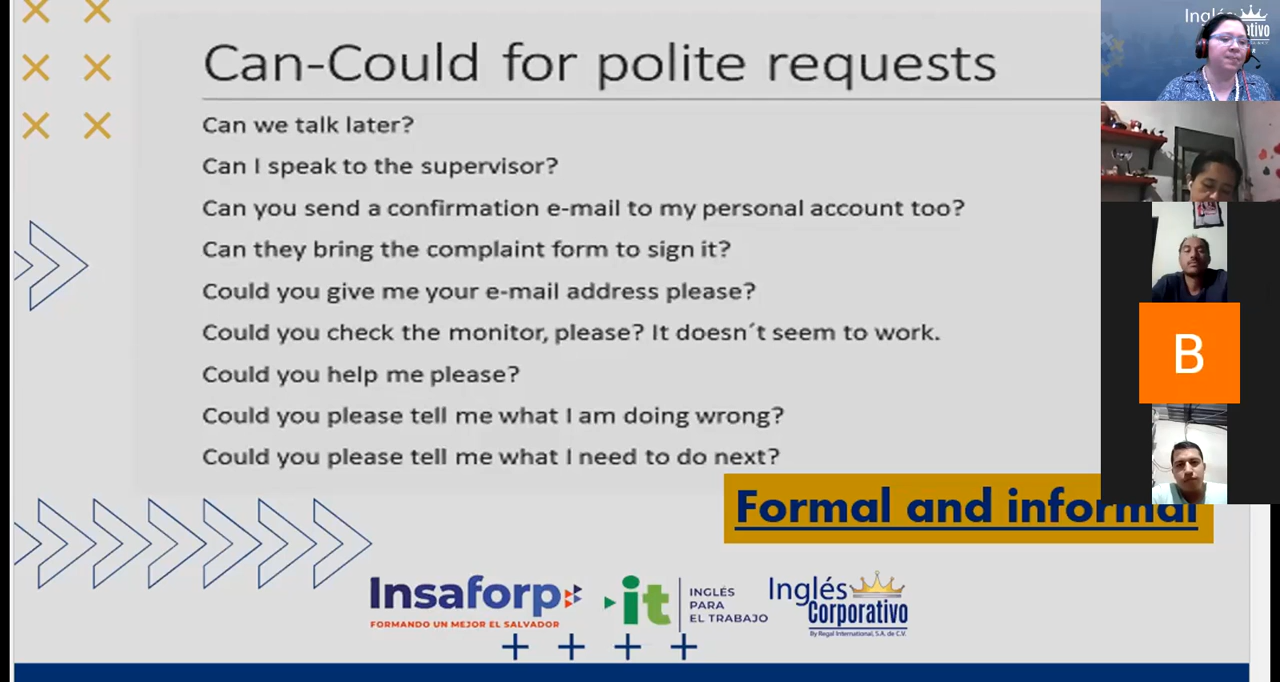 Can-Could for polite requests
Can we talk later?
Can I speak to the supervisor?
Can you send a confirmation e-mail to my personal account too?
Can they bring the complaint form to sign it?
Could you give me your e-mail address please?
Could you check the monitor, please? It doesn´t seem to work.
Could you help me please?
Could you please tell me what I am doing wrong?
Could you please tell me what I need to do next?
Formal and informal
Insaforp
FORMANDO UN MEJOR EL SALVADOR
it
INGLÉS
PARA
EL TRABAJO
Inglés
Corporativo
By Regal International, S.A. de C.V.
B